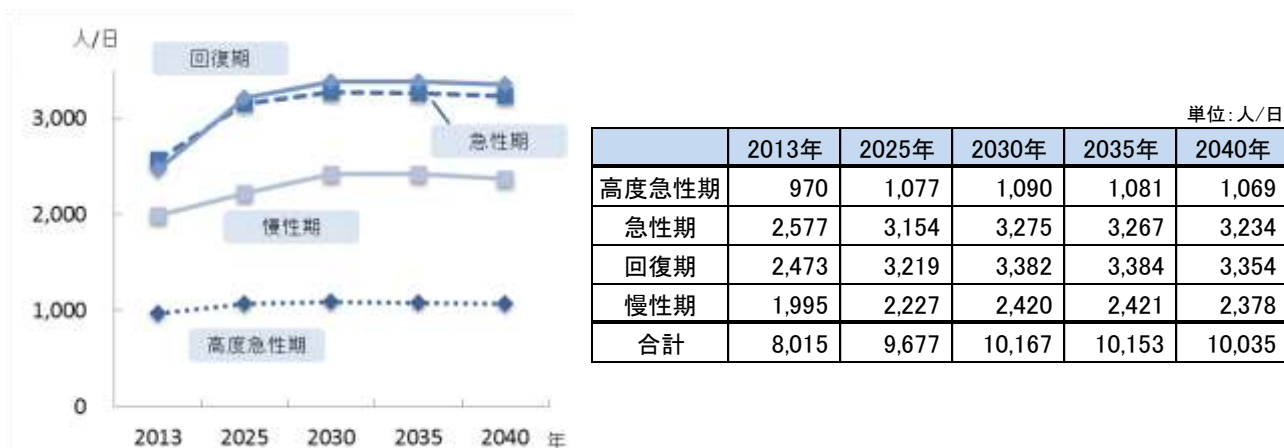 人/日
回復期
3,000
急性期
2,000
慢性期
1,000
高度急性期
0
2013 2025 2030 2035 2040 年
単位:人/日
2013年 2025年 2030年 2035年 2040年
高度急性期 970 1,077 1,090 1,081 1,069
急性期 2,577 3,154 3,275 3,267 3,234
回復期 2,473 3,219 3,382 3,384 3,354
慢性期 1,995 2,227 2,420 2,421 2,378
合計 8,015 9,677 10,167 10,153 10,035